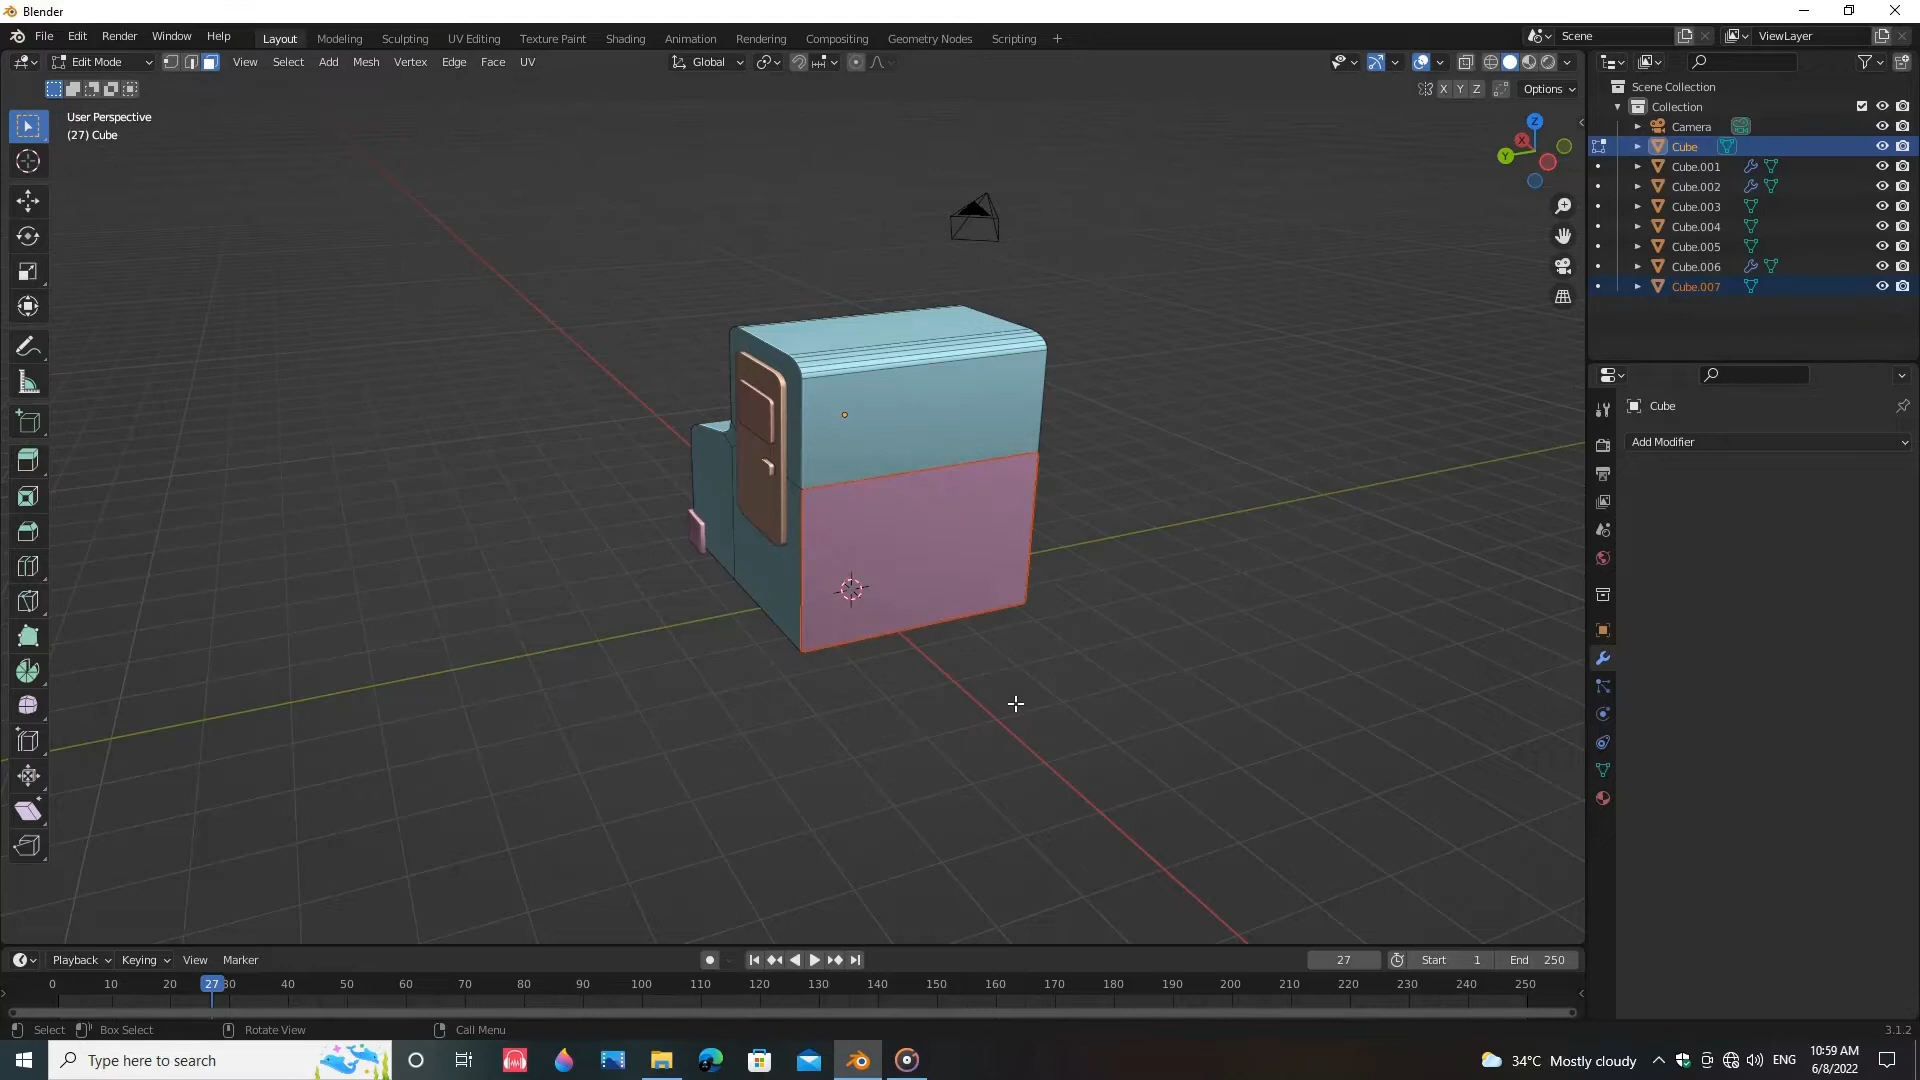 Blender
File Edit Render Window Help
Layout Modeling Sculpting UV Editing Texture Paint Shading Animation Rendering Compositing Geometry Nodes Scripting +
Scene
ViewLayer
Edit Mode
View Select Add Mesh Vertex Edge Face UV
Global
X Y Z
Options
User Perspective
(27) Cube
Z
X
Y
Scene Collection
Collection
Camera
Cube
Cube.001
Cube.002
Cube.003
Cube.004
Cube.005
Cube.006
Cube.007
Cube
Add Modifier
Playback Keying View Marker
27
Start 1
End 250
0 10 20 27 30 40 50 60 70 80 90 100 110 120 130 140 150 160 170 180 190 200 210 220 230 240 250
Select Box Select Rotate View Call Menu
3.1.2
Type here to search
34°C Mostly cloudy
ENG
10:59 AM
6/8/2022